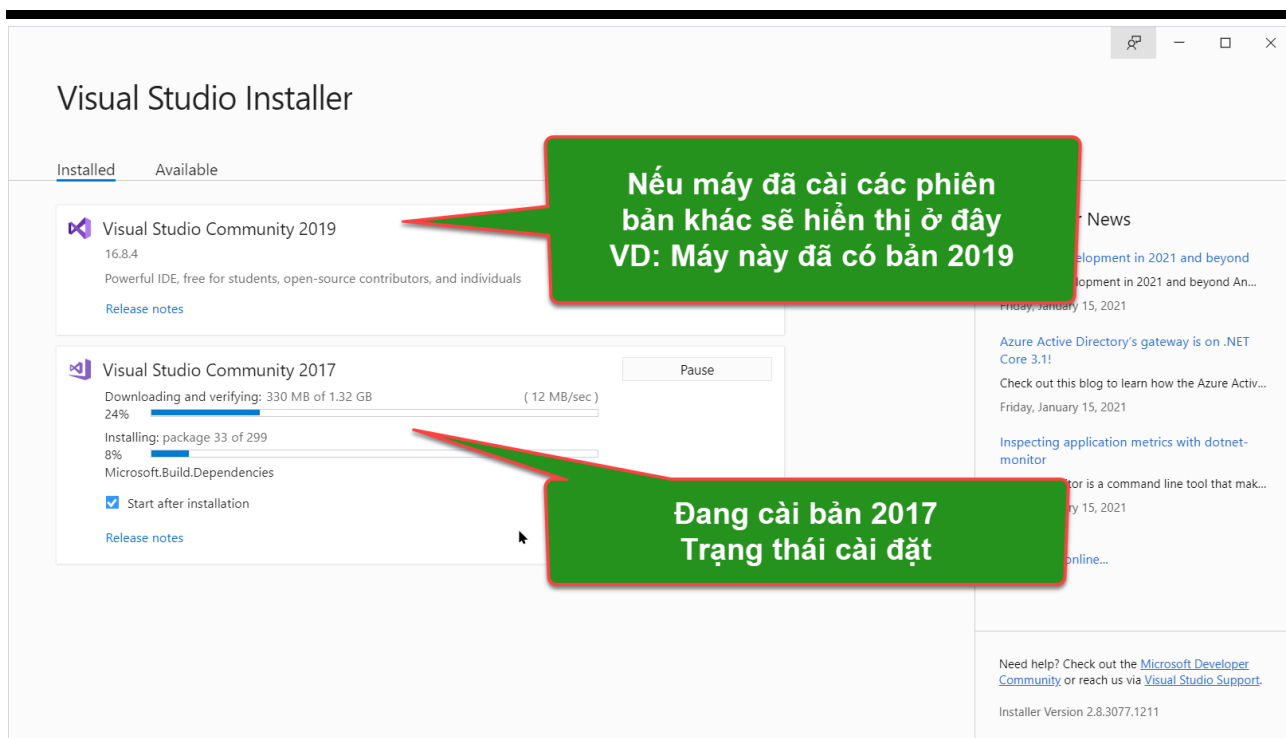 Visual Studio Installer
Installed
Available
Visual Studio Community 2019
16.8.4
Powerful IDE, free for students, open-source contributors, and individuals
Release notes
Nếu máy đã cài các phiên
bản khác sẽ hiển thị ở đây
VD: Máy này đã có bản 2019
Visual Studio Community 2017
Pause
Downloading and verifying: 330 MB of 1.32 GB
( 12 MB/sec )
24%
Installing: package 33 of 299
8%
Microsoft.Build.Dependencies
Start after installation
Release notes
Đang cài bản 2017
Trạng thái cài đặt
News
in 2021 and beyond
in 2021 and beyond An...
Friday, January 15, 2021
Azure Active Directory's gateway is on .NET
Core 3.1!
Check out this blog to learn how the Azure Activ...
Friday, January 15, 2021
Inspecting application metrics with dotnet-
monitor
is a command line tool that mak...
15, 2021
Need help? Check out the Microsoft Developer
Community or reach us via Visual Studio Support.
Installer Version 2.8.3077.1211